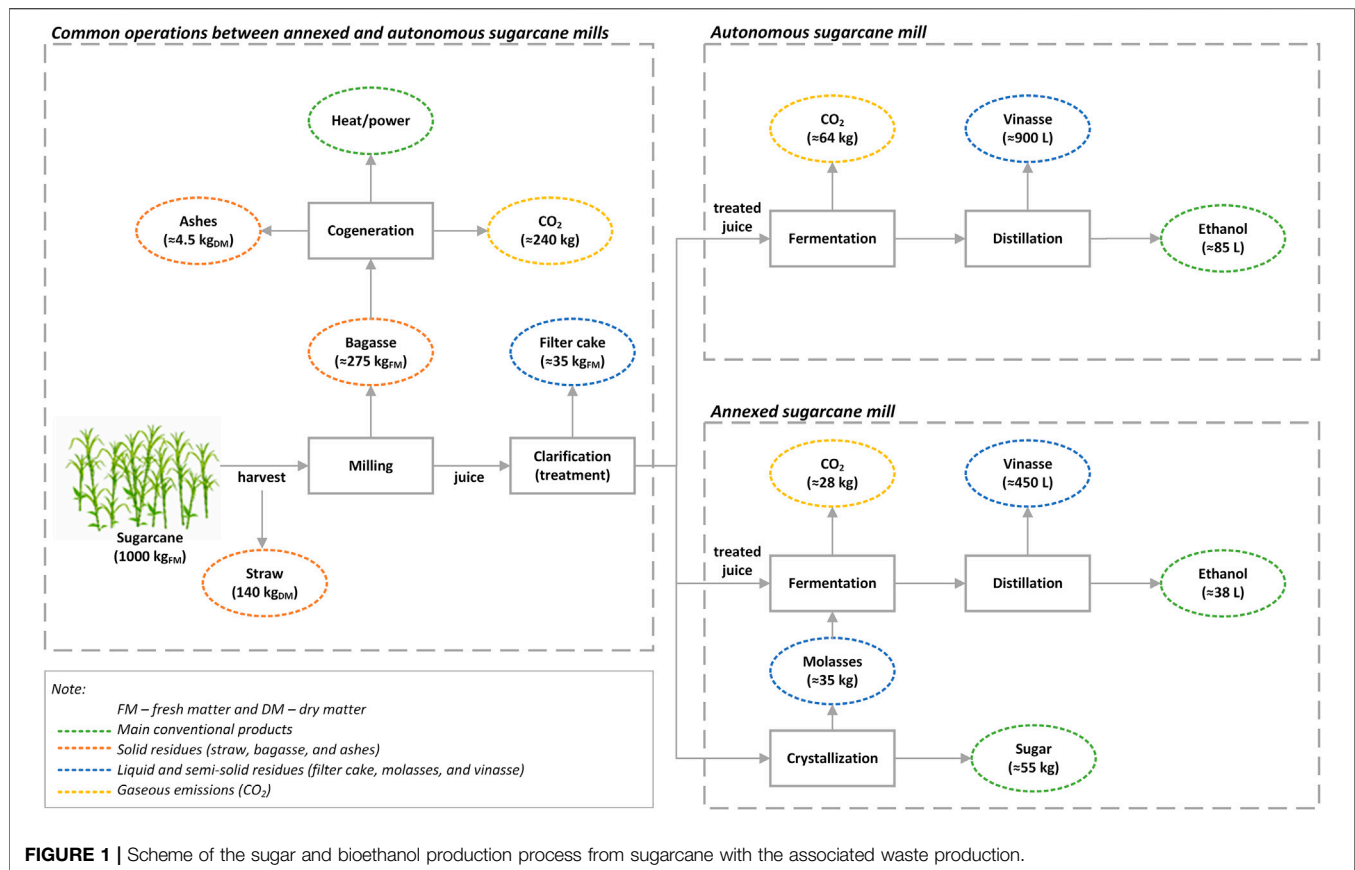 Common operations between annexed and autonomous sugarcane mills
Heat/power
Ashes
(≈4.5 kgDM)
Cogeneration
CO₂
(≈240 kg)
Bagasse
(≈275 kgFM)
Filter cake
(≈35 kgFM)
Sugarcane
(1000 kgFM)
harvest
Milling
juice
Clarification
(treatment)
Straw
(140 kgDM)
Autonomous sugarcane mill
CO₂
(≈64 kg)
Vinasse
(≈900 L)
treated
juice
Fermentation
Distillation
Ethanol
(≈85 L)
Annexed sugarcane mill
CO₂
(≈28 kg)
Vinasse
(≈450 L)
treated
juice
Fermentation
Distillation
Ethanol
(≈38 L)
Molasses
(≈35 kg)
Crystallization
Sugar
(≈55 kg)
Note:
FM – fresh matter and DM – dry matter
Main conventional products
Solid residues (straw, bagasse, and ashes)
Liquid and semi-solid residues (filter cake, molasses, and vinasse)
Gaseous emissions (CO₂)
FIGURE 1 | Scheme of the sugar and bioethanol production process from sugarcane with the associated waste production.